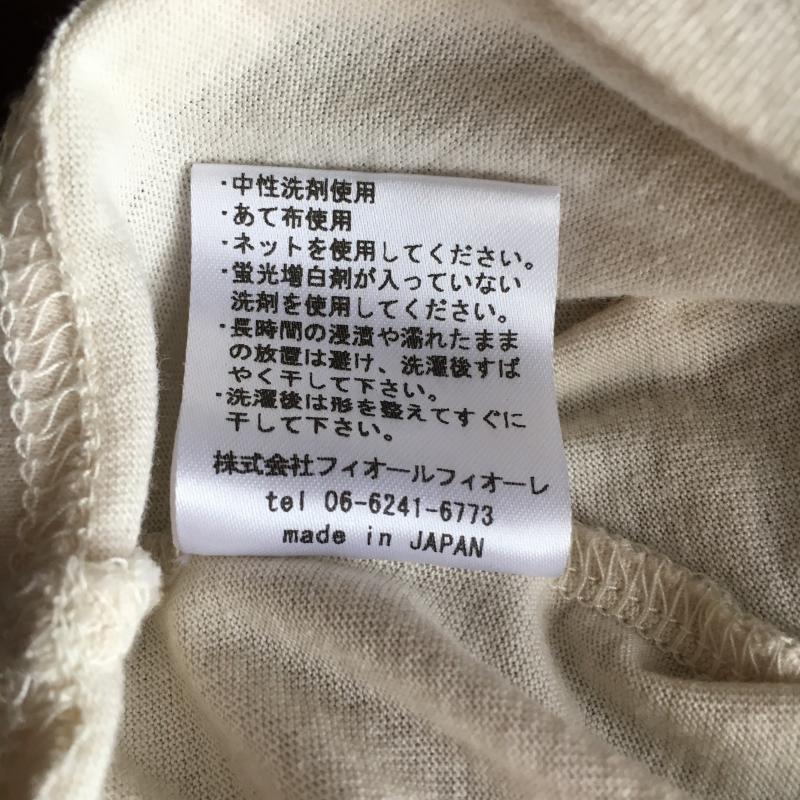 ・中性洗剤使用
・あて布使用
・ネットを使用してください。
・蛍光増白剤が入っていない
洗剤を使用してください。
・長時間の浸漬や濡れたまま
の放置は避け、洗濯後すば
やく干して下さい。
・洗濯後は形を整えてすぐに
干して下さい。
株式会社フィオールフィオーレ
tel 06-6241-6773
made in JAPAN